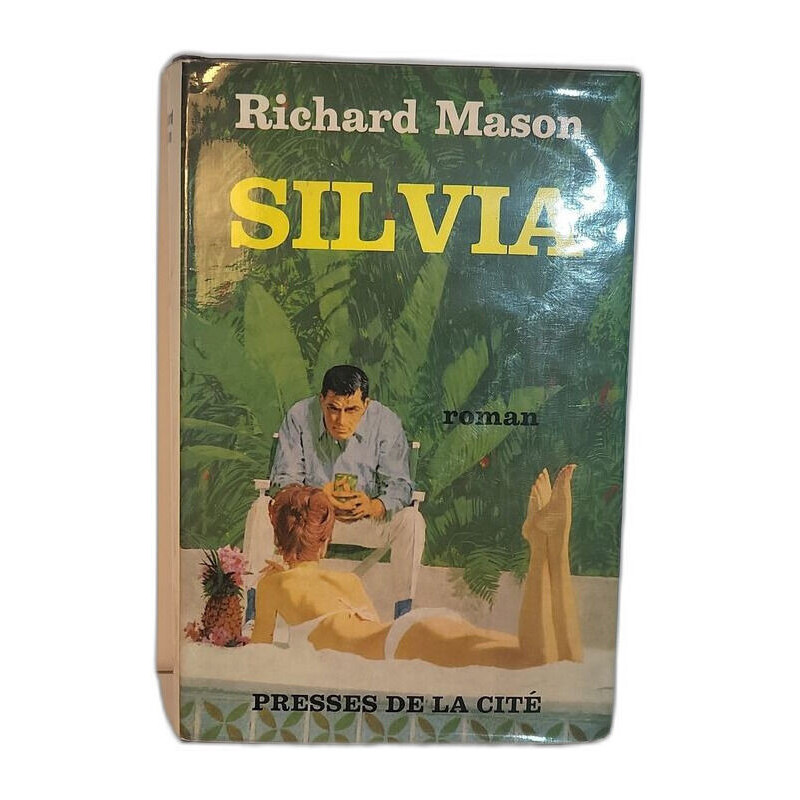 Richard Mason
SILVIA
roman
PRESSES DE LA CITÉ